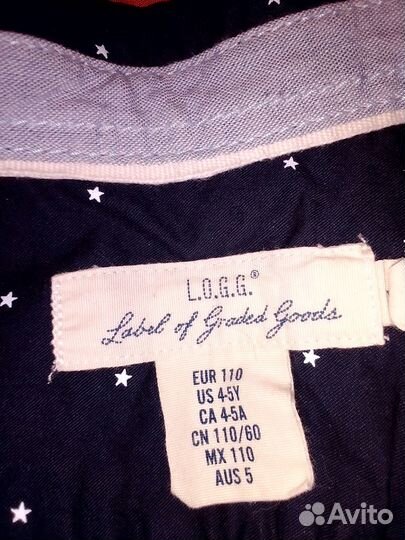 L.O.G.G.®
Label of Graded Goods
EUR 110
US 4-5Y
CA 4-5A
CN 110/60
MX 110
AUS 5
Avito